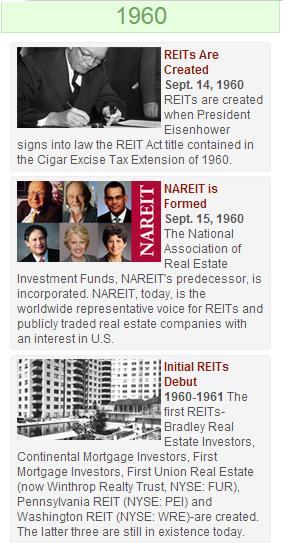 1960
REITs Are
Created
Sept. 14, 1960
REITs are created
when President
Eisenhower
signs into law the REIT Act title contained in
the Cigar Excise Tax Extension of 1960.
NAREIT
NAREIT is
Formed
Sept. 15, 1960
The National
Association of
Real Estate
Investment Funds, NAREIT's predecessor, is
incorporated. NAREIT, today, is the
worldwide representative voice for REITs and
publicly traded real estate companies with
an interest in U.S.
Initial REITs
Debut
1960-1961 The
first REITs-
Bradley Real
Estate Investors,
Continental Mortgage Investors, First
Mortgage Investors, First Union Real Estate
(now Winthrop Realty Trust, NYSE: FUR),
Pennsylvania REIT (NYSE: PEI) and
Washington REIT (NYSE: WRE)-are created.
The latter three are still in existence today.